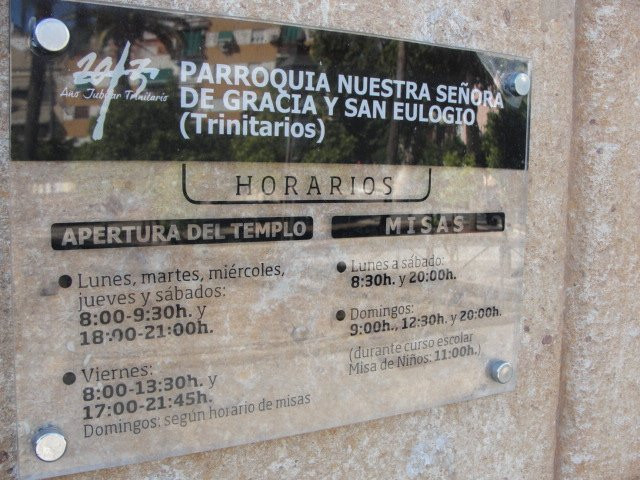 2013
Año Jubilar Trinitario
PARROQUIA NUESTRA SEÑORA
DE GRACIA Y SAN EULOGIO
(Trinitarios)
HORARIOS
APERTURA DEL TEMPLO
Lunes, martes, miércoles,
jueves y sábados:
8:00-9:30h. y
18:00-21:00h.
Viernes:
8:00-13:30h. y
17:00-21:45h.
Domingos: según horario de misas
MISAS
Lunes a sábado:
8:30h. y 20:00h.
Domingos:
9:00h., 12:30h. y 20:00h.
(durante curso escolar
Misa de Niños: 11:00h.)